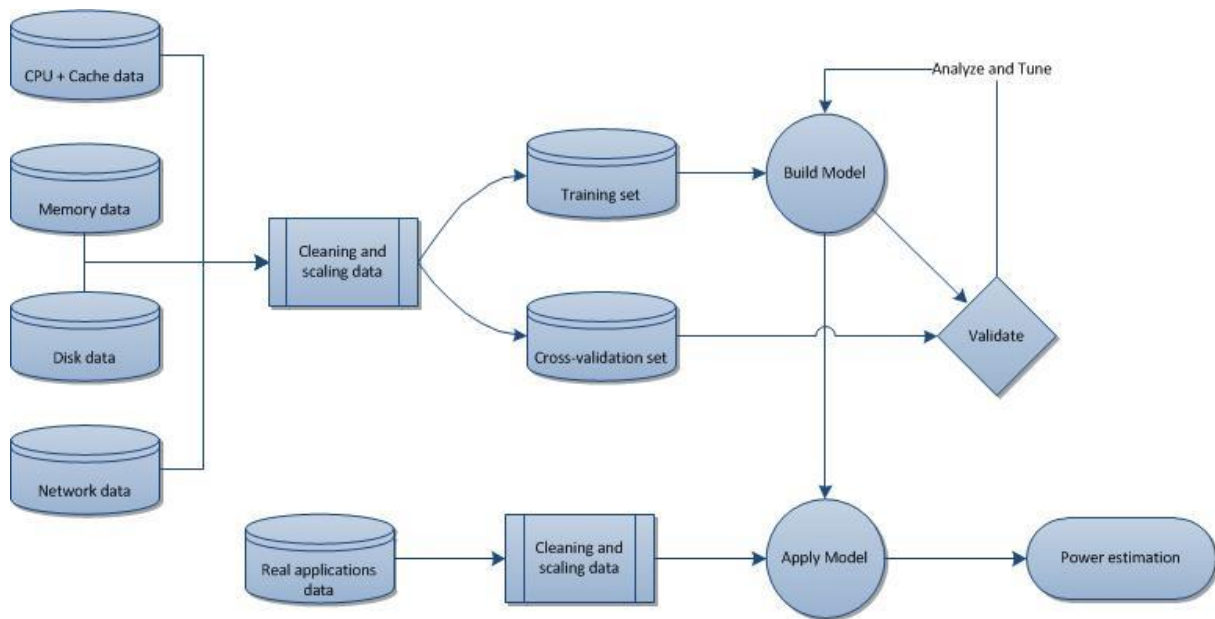 CPU + Cache data
Analyze and Tune
Memory data
Training set
Build Model
Cleaning and
scaling data
Disk data
Cross-validation set
Validate
Network data
Real applications
data
Cleaning and
scaling data
Apply Model
Power estimation